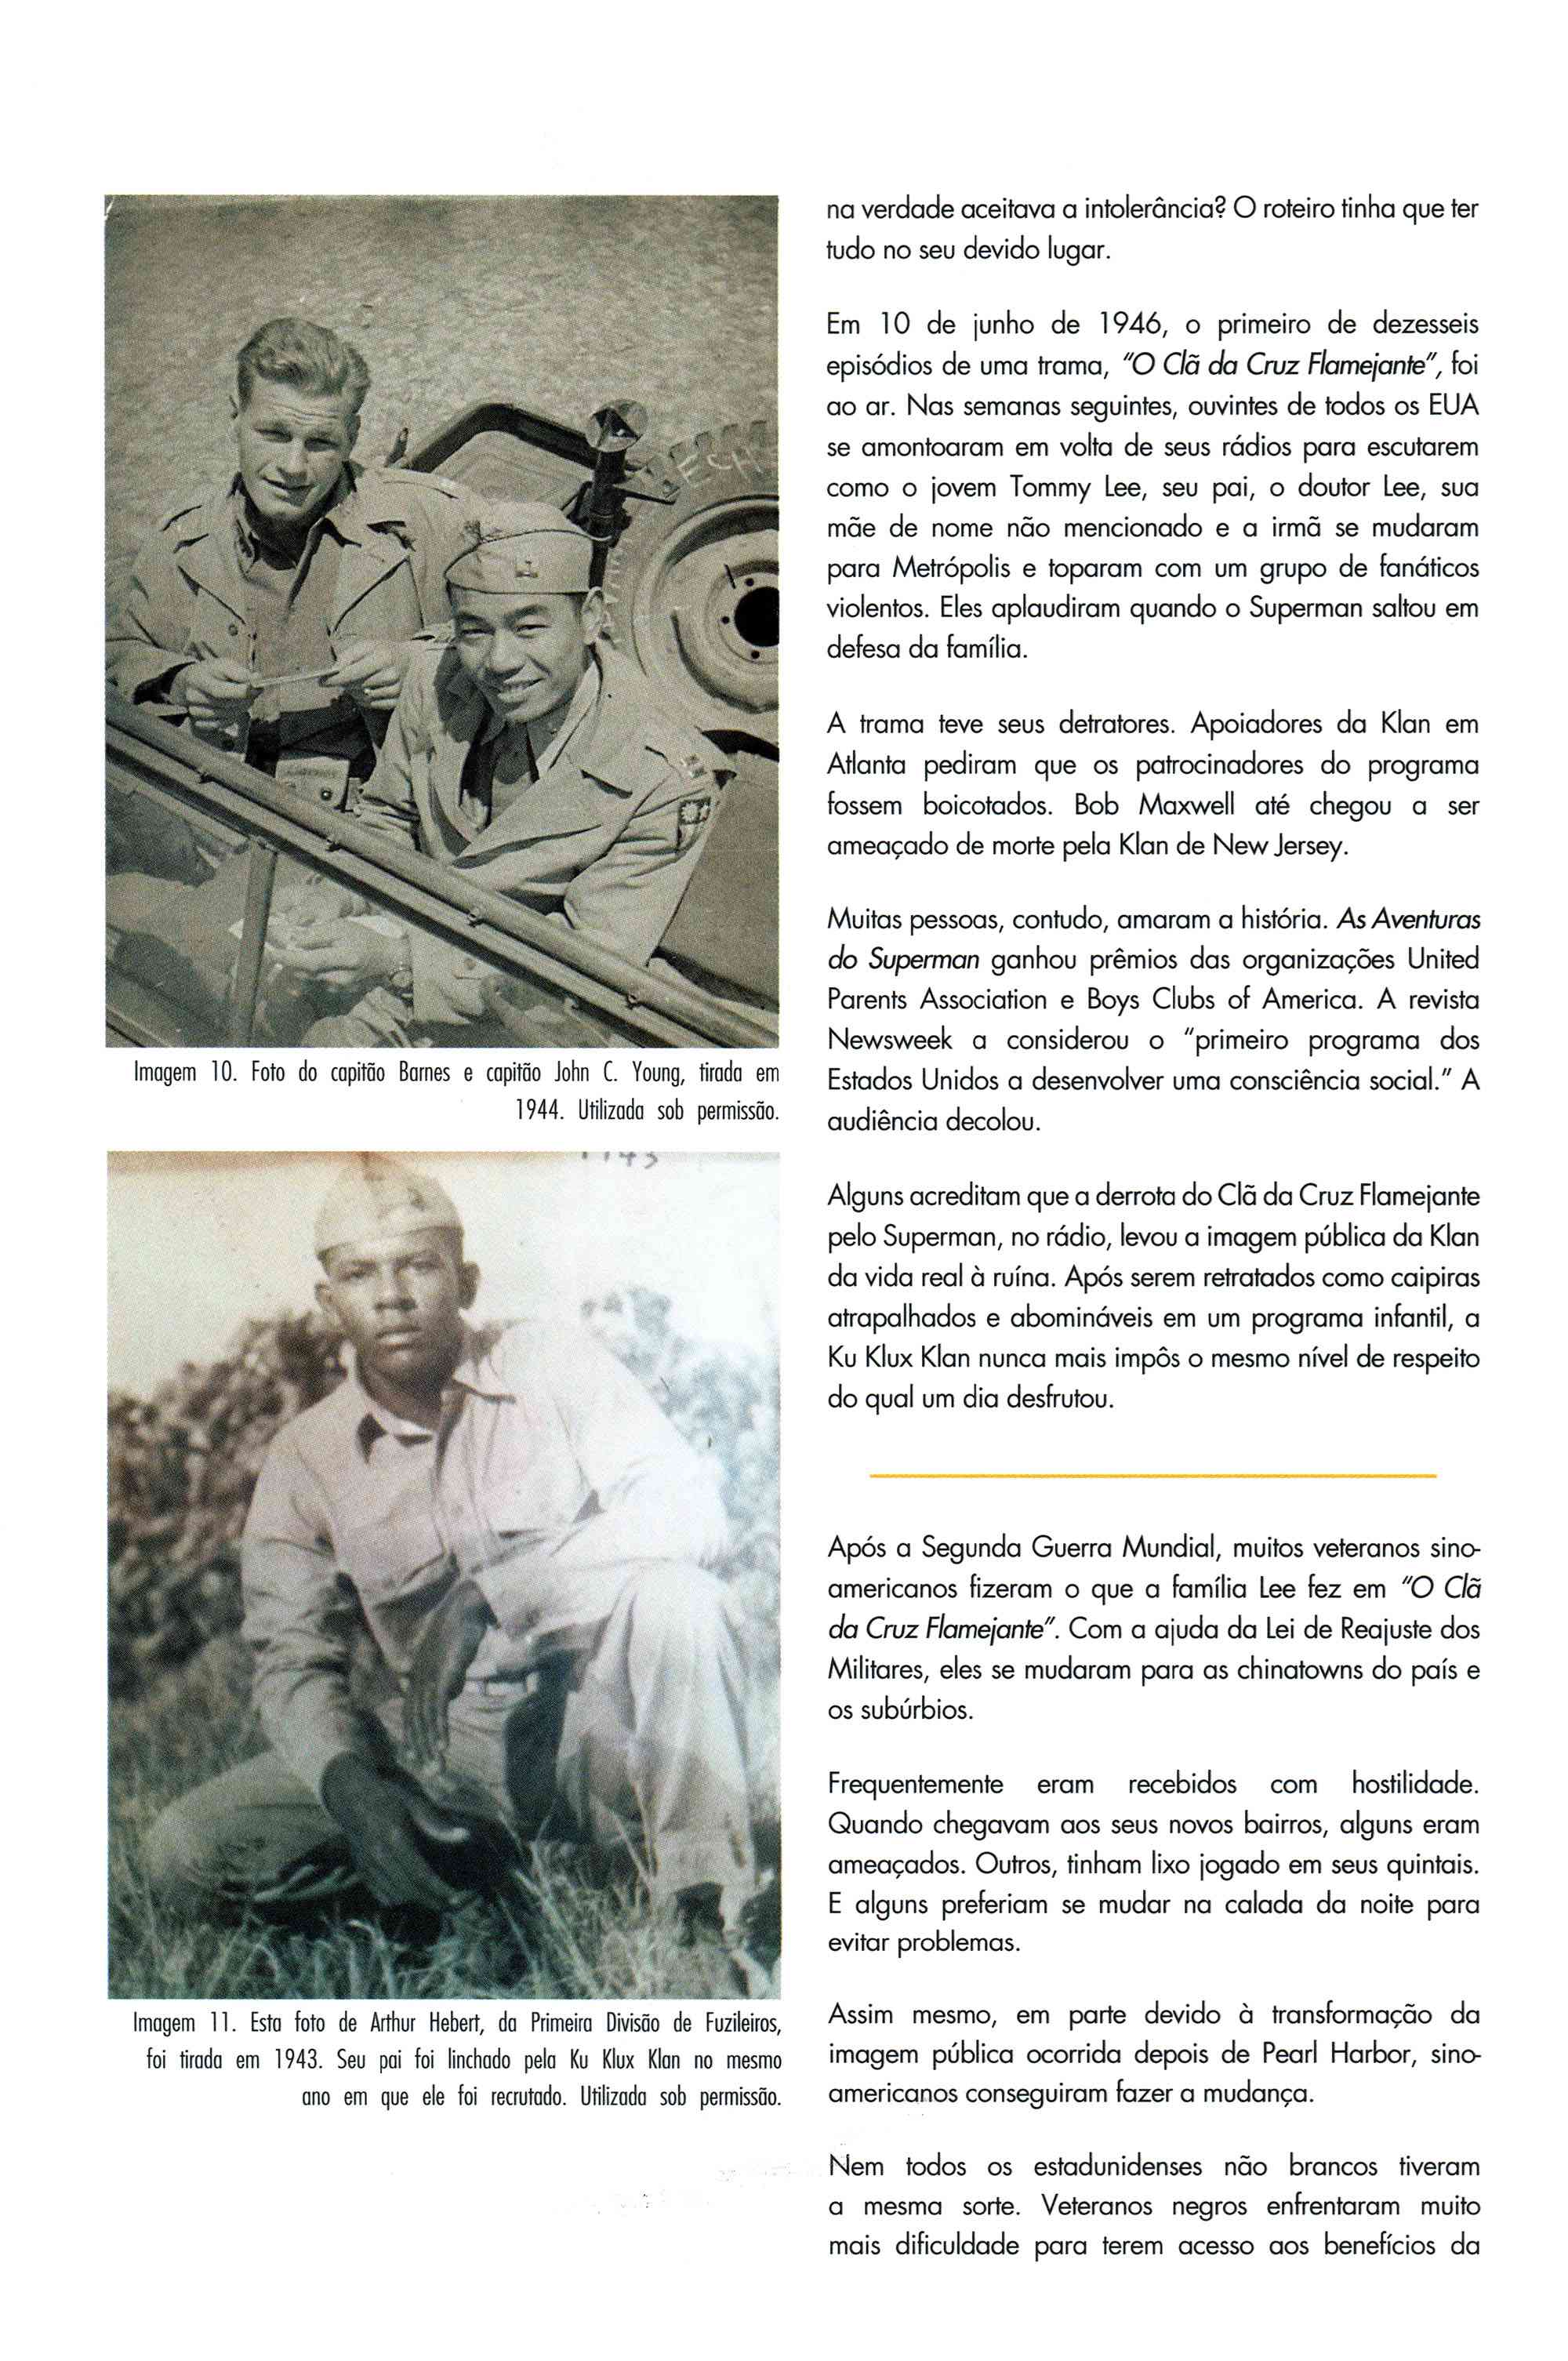 ECH
Imagem 10. Foto do capitão Barnes e capitão John C. Young, tirada em
1944. Utilizada sob permissão.
1943
Imagem 11. Esta foto de Arthur Hebert, da Primeira Divisão de Fuzileiros,
foi tirada em 1943. Seu pai foi linchado pela Ku Klux Klan no mesmo
ano em que ele foi recrutado. Utilizada sob permissão.
na verdade aceitava a intolerância? O roteiro tinha que ter
tudo no seu devido lugar.
Em 10 de junho de 1946, o primeiro de dezesseis
episódios de uma trama, "O Clã da Cruz Flamejante", foi
ao ar. Nas semanas seguintes, ouvintes de todos os EUA
se amontoaram em volta de seus rádios para escutarem
como o jovem Tommy Lee, seu pai, o doutor Lee, sua
mãe de nome não mencionado e a irmã se mudaram
para Metrópolis e toparam com um grupo de fanáticos
violentos. Eles aplaudiram quando o Superman saltou em
defesa da família.
A trama teve seus detratores. Apoiadores da Klan em
Atlanta pediram que os patrocinadores do programa
fossem boicotados. Bob Maxwell até chegou a ser
ameaçado de morte pela Klan de New Jersey.
Muitas pessoas, contudo, amaram a história. As Aventuras
do Superman ganhou prêmios das organizações United
Parents Association e Boys Clubs of America. A revista
Newsweek a considerou o "primeiro programa dos
Estados Unidos a desenvolver uma consciência social." A
audiência decolou.
Alguns acreditam que a derrota do Clã da Cruz Flamejante
pelo Superman, no rádio, levou a imagem pública da Klan
da vida real à ruína. Após serem retratados como caipiras
atrapalhados e abomináveis em um programa infantil, a
Ku Klux Klan nunca mais impôs o mesmo nível de respeito
do qual um dia desfrutou.
Após a Segunda Guerra Mundial, muitos veteranos sino-
americanos fizeram o que a família Lee fez em "O Clã
da Cruz Flamejante". Com a ajuda da Lei de Reajuste dos
Militares, eles se mudaram para as chinatowns do país e
os subúrbios.
Frequentemente eram recebidos com hostilidade.
Quando chegavam aos seus novos bairros, alguns eram
ameaçados. Outros, tinham lixo jogado em seus quintais.
E alguns preferiam se mudar na calada da noite para
evitar problemas.
Assim mesmo, em parte devido à transformação da
imagem pública ocorrida depois de Pearl Harbor, sino-
americanos conseguiram fazer a mudança.
Nem todos os estadunidenses não brancos tiveram
a mesma sorte. Veteranos negros enfrentaram muito
mais dificuldade para terem acesso aos benefícios da